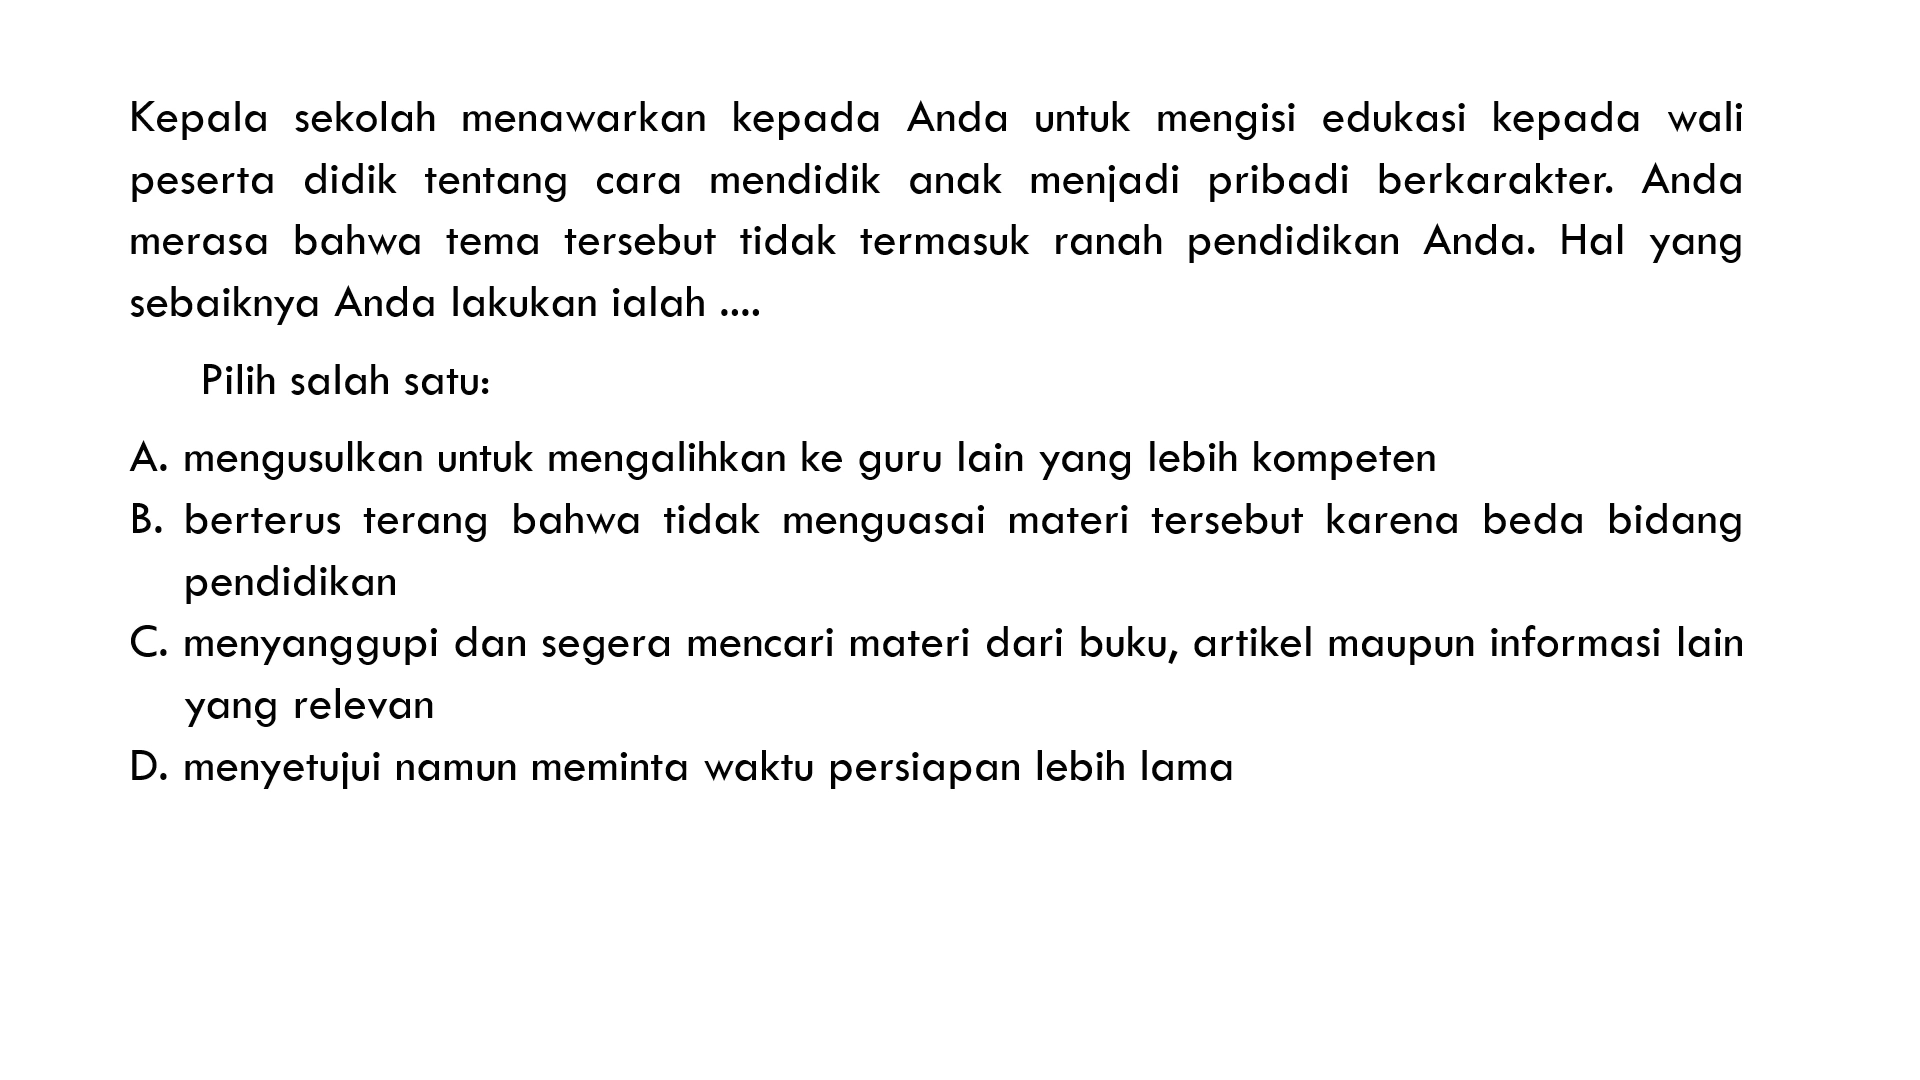 Kepala sekolah menawarkan kepada Anda untuk mengisi edukasi kepada wali
peserta didik tentang cara mendidik anak menjadi pribadi berkarakter. Anda
merasa bahwa tema tersebut tidak termasuk ranah pendidikan Anda. Hal yang
sebaiknya Anda lakukan ialah ....
Pilih salah satu:
A. mengusulkan untuk mengalihkan ke guru lain yang lebih kompeten
B. berterus terang bahwa tidak menguasai materi tersebut karena beda bidang
pendidikan
C. menyanggupi dan segera mencari materi dari buku, artikel maupun informasi lain
yang relevan
D. menyetujui namun meminta waktu persiapan lebih lama